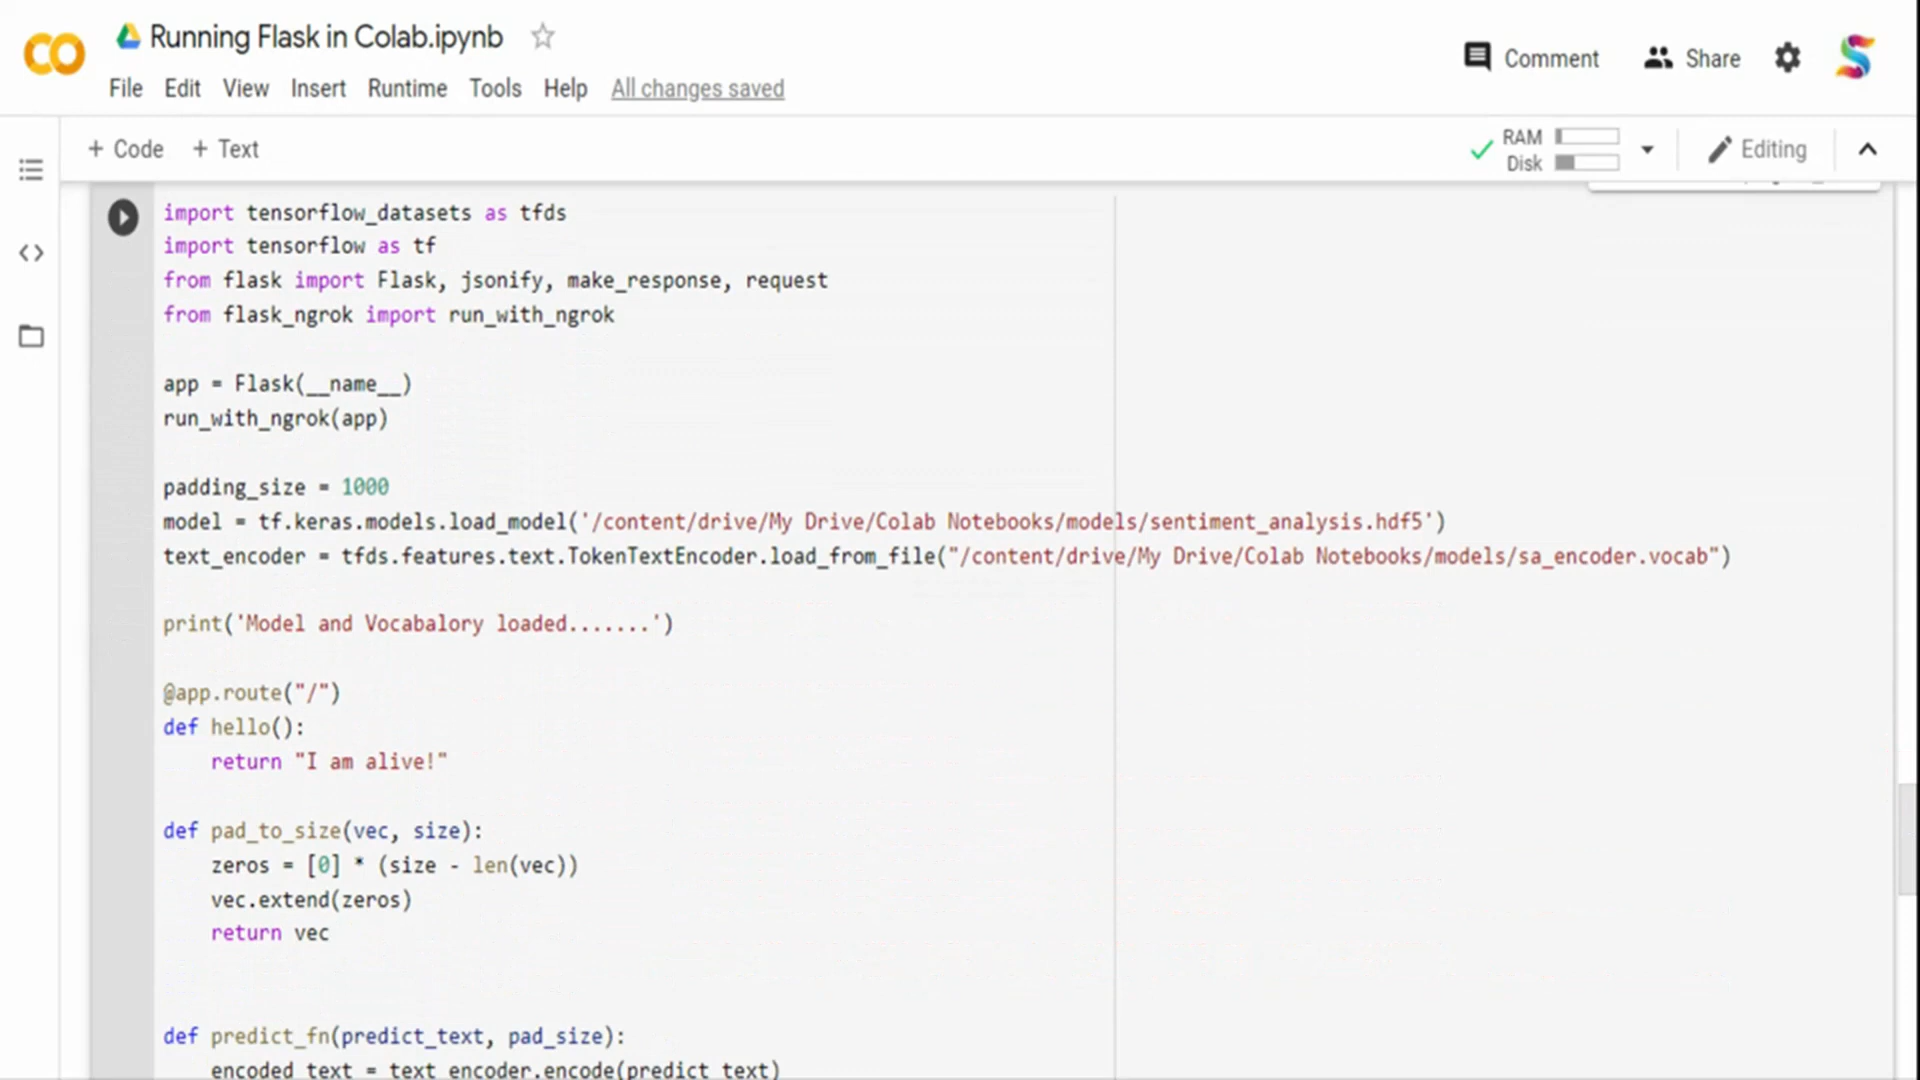 Running Flask in Colab.ipynb
Comment
Share
File Edit View Insert Runtime Tools Help All changes saved
+ Code + Text
RAM
Disk
Editing
import tensorflow_datasets as tfds
import tensorflow as tf
from flask import Flask, jsonify, make_response, request
from flask_ngrok import run_with_ngrok
app = Flask(__name__)
run_with_ngrok(app)
padding_size = 1000
model = tf.keras.models.load_model('/content/drive/My Drive/Colab Notebooks/models/sentiment_analysis.hdf5')
text_encoder = tfds.features.text.TokenTextEncoder.load_from_file("/content/drive/My Drive/Colab Notebooks/models/sa_encoder.vocab")
print('Model and Vocabalory loaded.......')
@app.route("/")
def hello():
    return "I am alive!"
def pad_to_size(vec, size):
    zeros = [0] * (size - len(vec))
    vec.extend(zeros)
    return vec
def predict_fn(predict_text, pad_size):
    encoded_text = text_encoder.encode(predict_text)